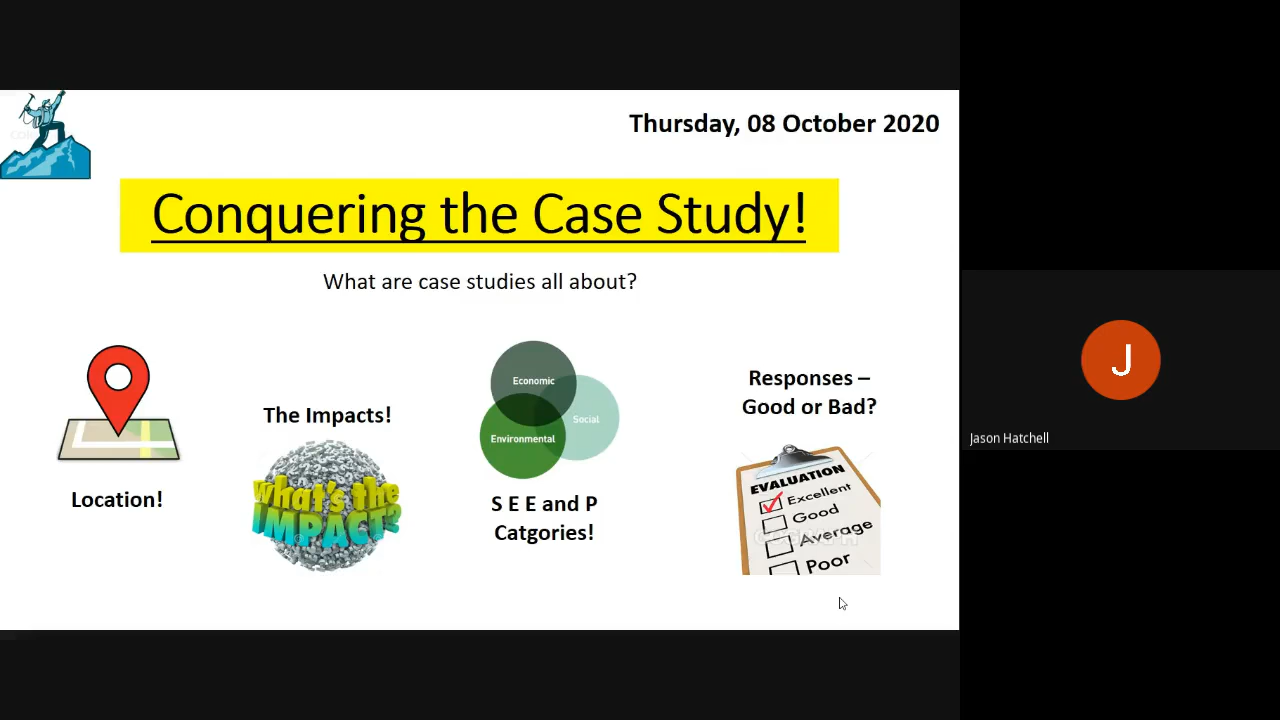 Thursday, 08 October 2020
Conquering the Case Study!
What are case studies all about?
Location!
The Impacts!
what's the
IMPACT?
Economic
Social
Environmental
S E E and P
Catgories!
Responses –
Good or Bad?
EVALUATION
Excellent
Good
Average
Poor
J
Jason Hatchell